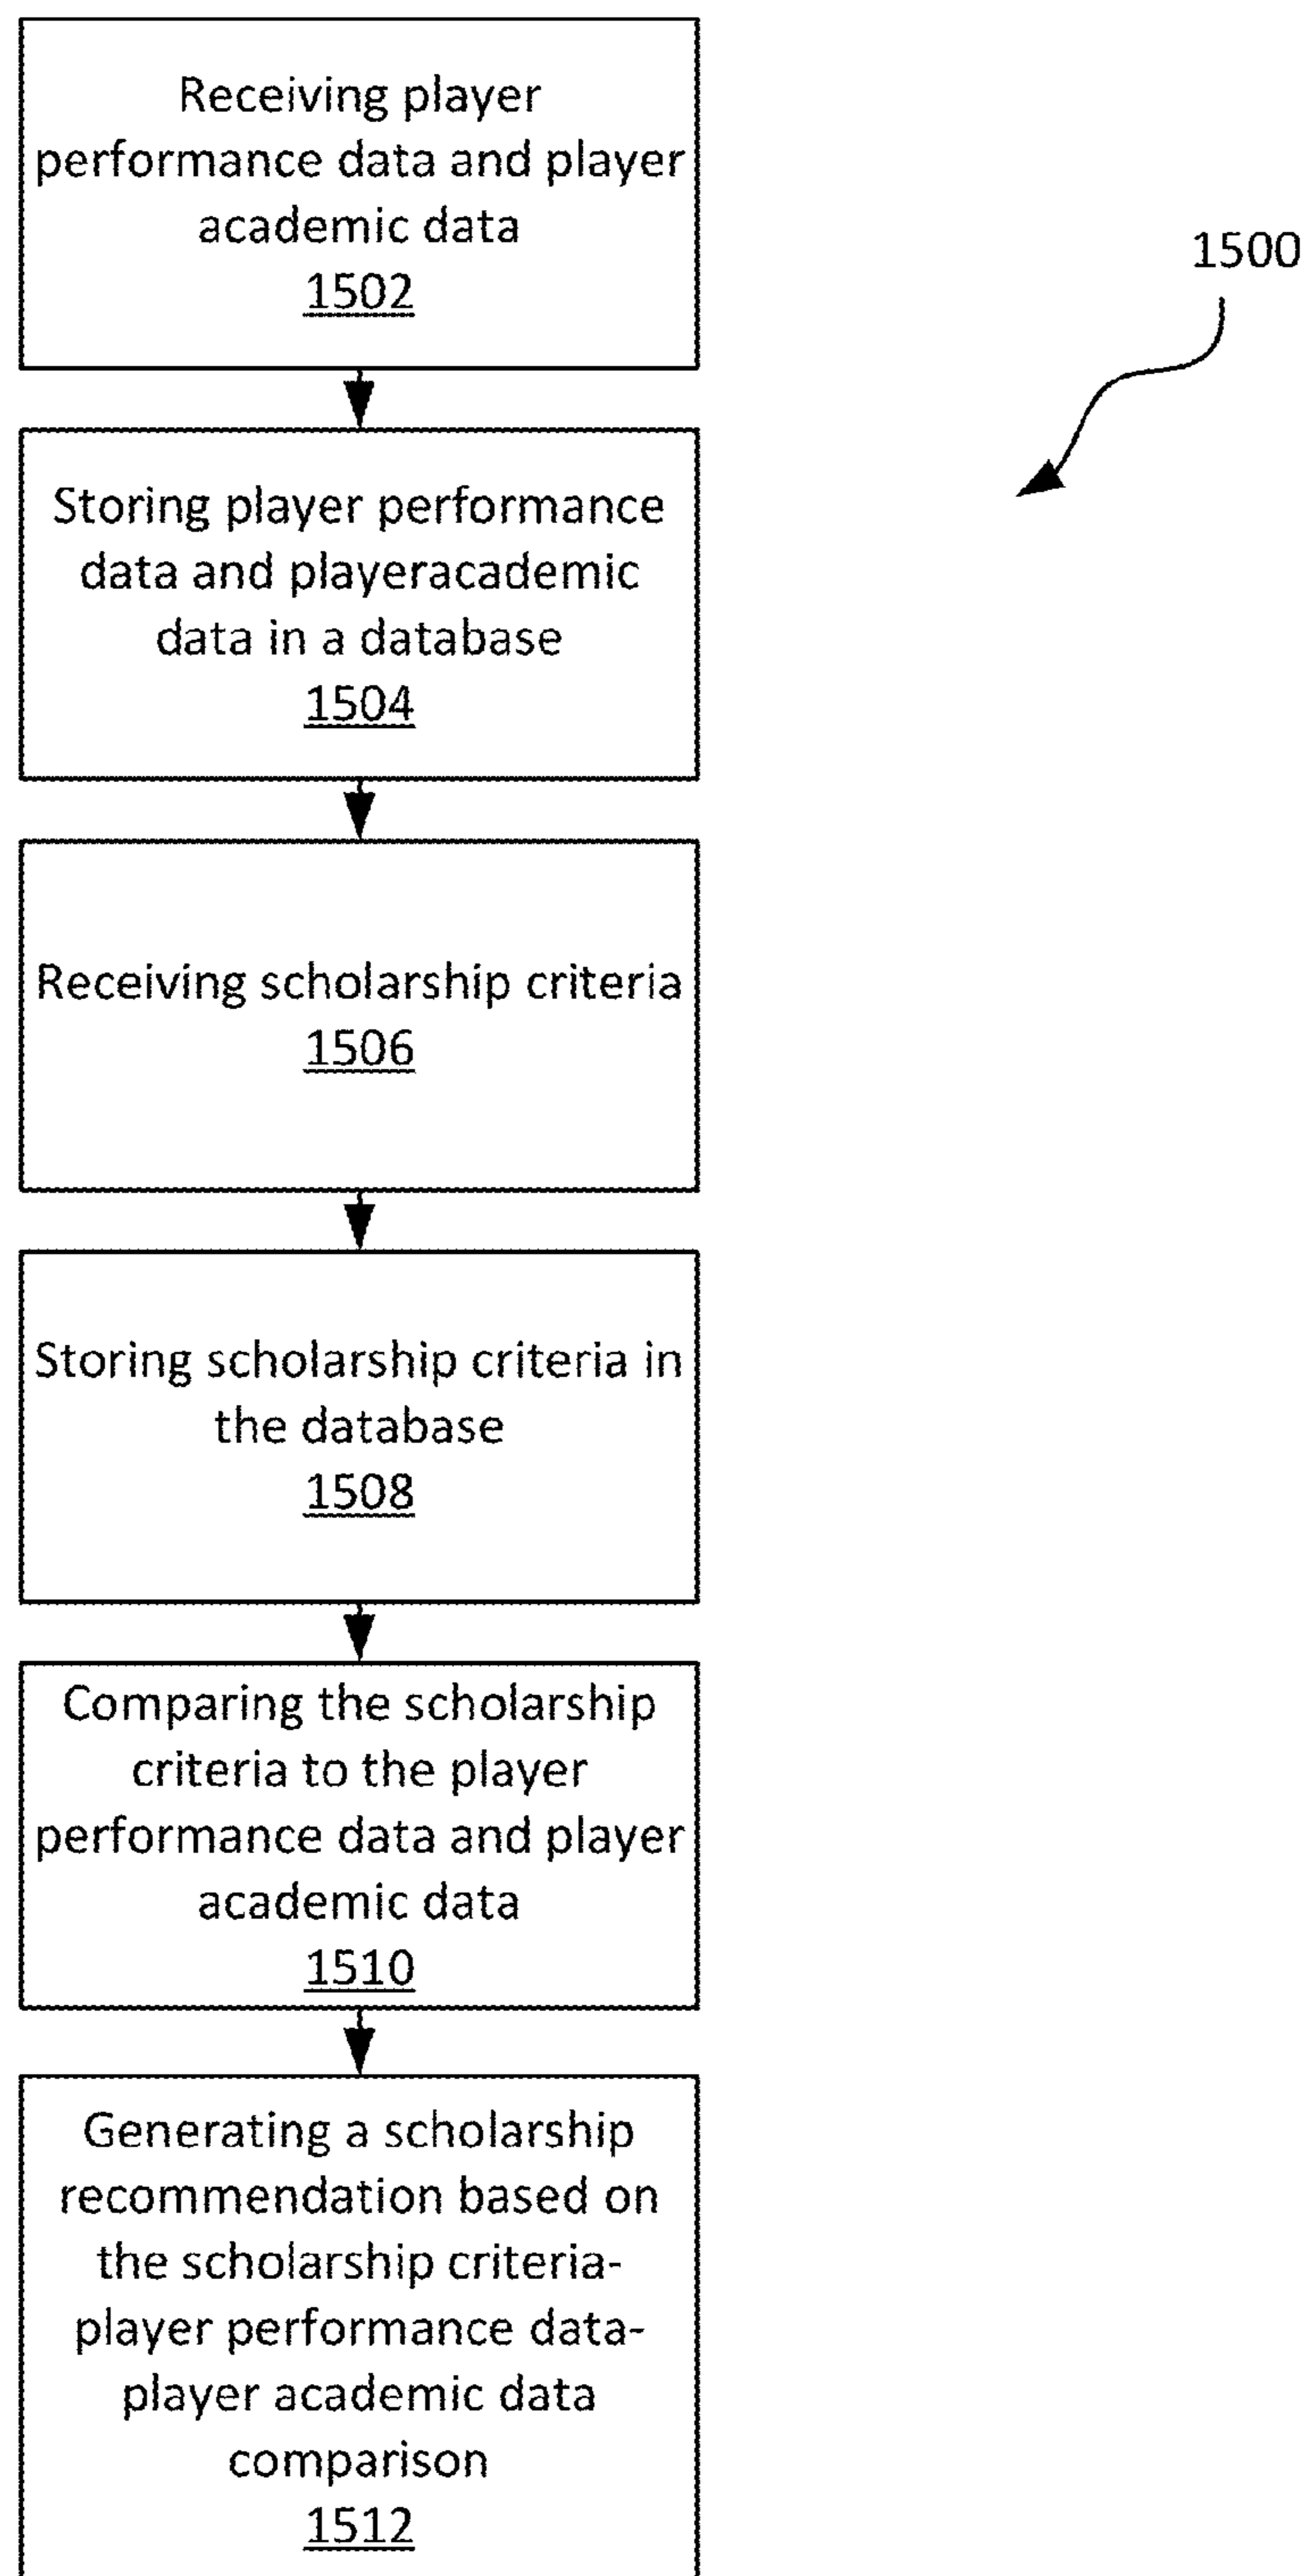 Receiving player
performance data and player
academic data
1502
1500
Storing player performance
data and playeracademic
data in a database
1504
Receiving scholarship criteria
1506
Storing scholarship criteria in
the database
1508
Comparing the scholarship
criteria to the player
performance data and player
academic data
1510
Generating a scholarship
recommendation based on
the scholarship criteria-
player performance data-
player academic data
comparison
1512